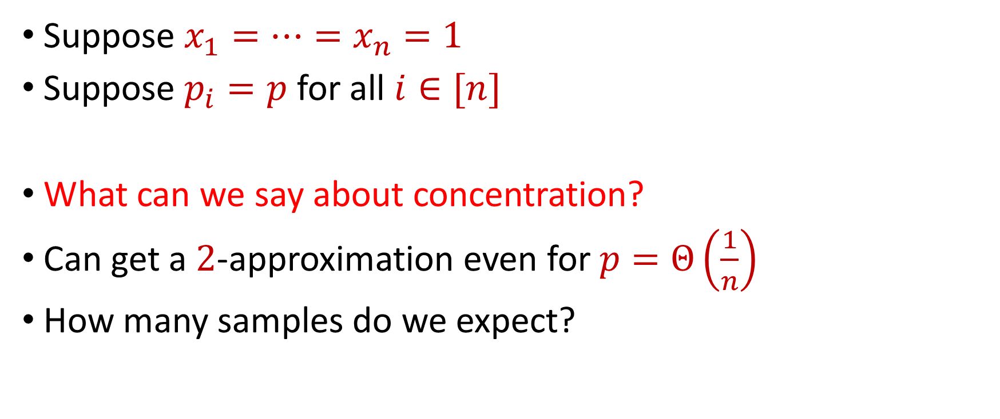 • Suppose $x_1 = \cdots = x_n = 1$
• Suppose $p_i = p$ for all $i \in [n]$
• What can we say about concentration?
• Can get a 2-approximation even for $p = \Theta\left(\frac{1}{n}\right)$
• How many samples do we expect?